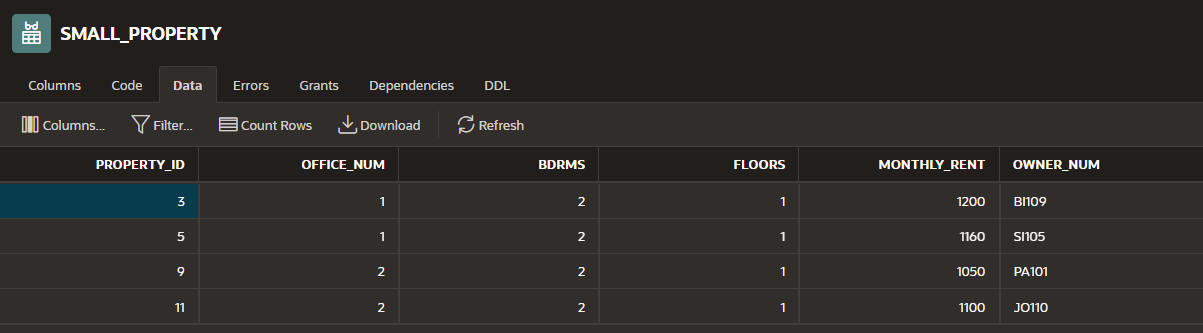 SMALL_PROPERTY
Columns Code Data Errors Grants Dependencies DDL
Columns... Filter... Count Rows Download Refresh
PROPERTY_ID OFFICE_NUM BDRMS FLOORS MONTHLY_RENT OWNER_NUM
3 1 2 1 1200 BI109
5 1 2 1 1160 SI105
9 2 2 1 1050 PA101
11 2 2 1 1100 JO110